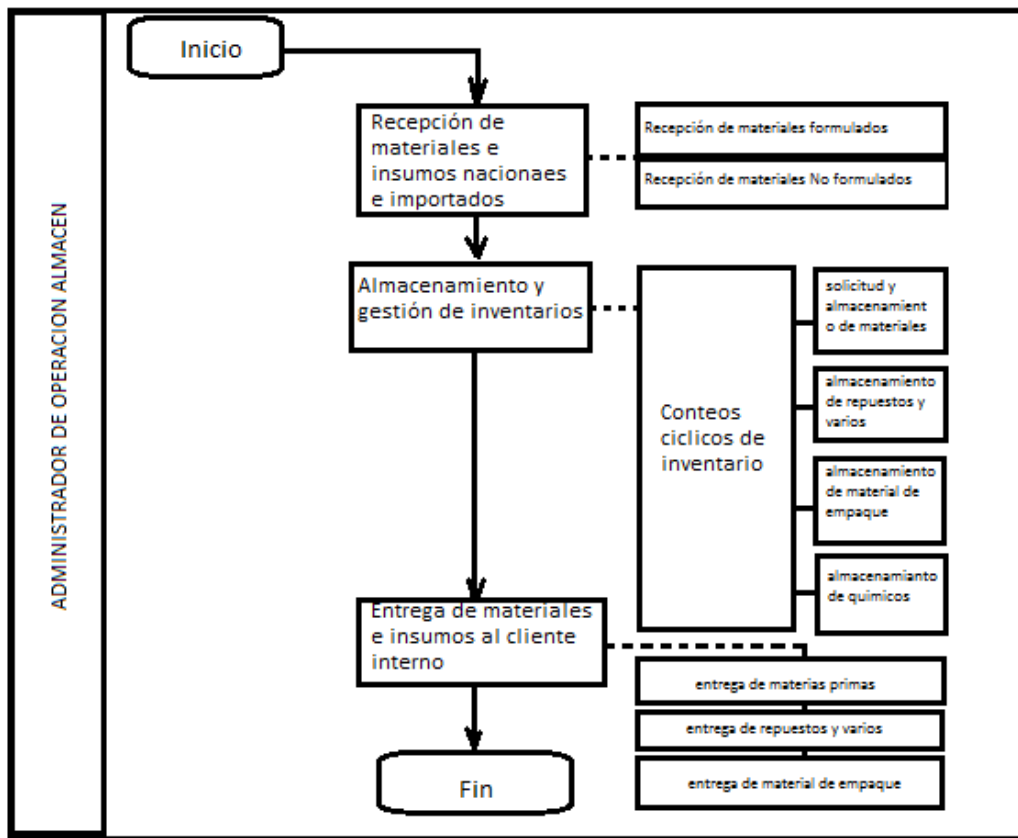 ADMINISTRADOR DE OPERACION ALMACEN
Inicio
Recepción de
materiales e
insumos nacionaes
e importados
Recepción de materiales formulados
Recepción de materiales No formulados
Almacenamiento y
gestión de inventarios
Conteos
ciclicos de
inventario
solicitud y
almacenamient
o de materiales
almacenamiento
de repuestos y
varios
almacenamiento
de material de
empaque
almacenamianto
de quimicos
Entrega de materiales
e insumos al cliente
interno
entrega de materias primas
entrega de repuestos y varios
entrega de material de empaque
Fin